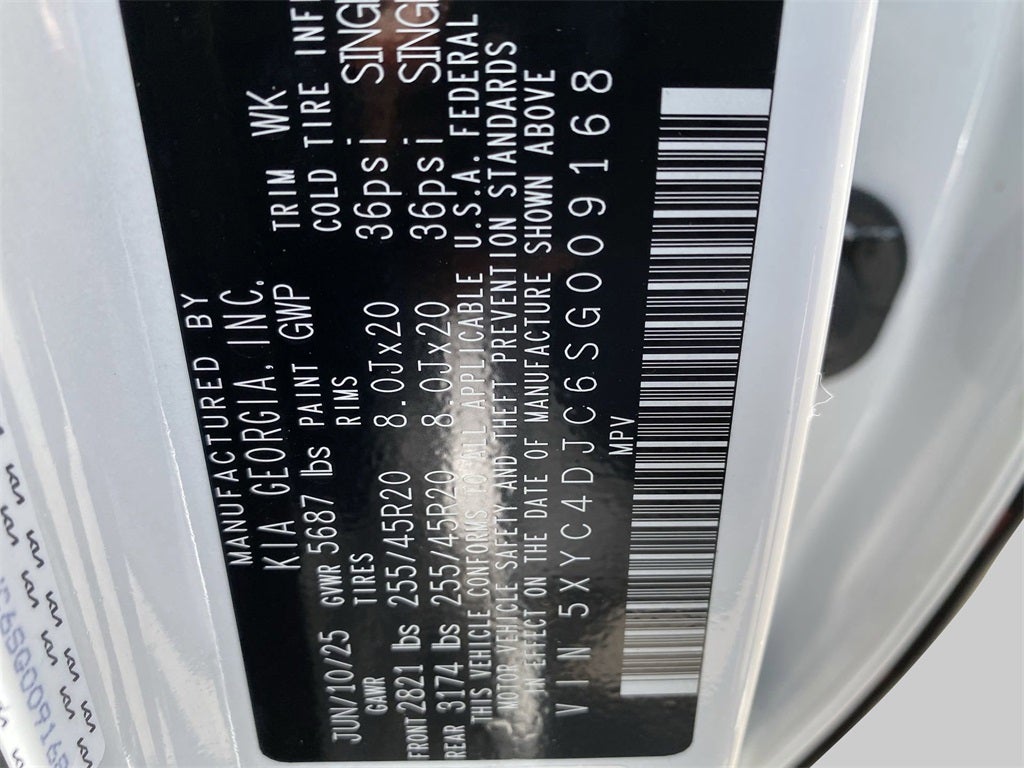 MANUFACTURED BY
KIA GEORGIA, INC.
JUN/10/25 GVWR 5687 lbs PAINT GWP TRIM WK
GAWR TIRES RIMS COLD TIRE
FRONT 2821 lbs 255/45R20 8.0Jx20 36psi
REAR 3174 lbs 255/45R20 8.0Jx20 36psi
THIS VEHICLE CONFORMS TO ALL APPLICABLE U.S.A. FEDERAL
MOTOR VEHICLE SAFETY AND THEFT PREVENTION STANDARDS
IN EFFECT ON THE DATE OF MANUFACTURE SHOWN ABOVE
VIN 5XYC4DJC6SG009168
MPV